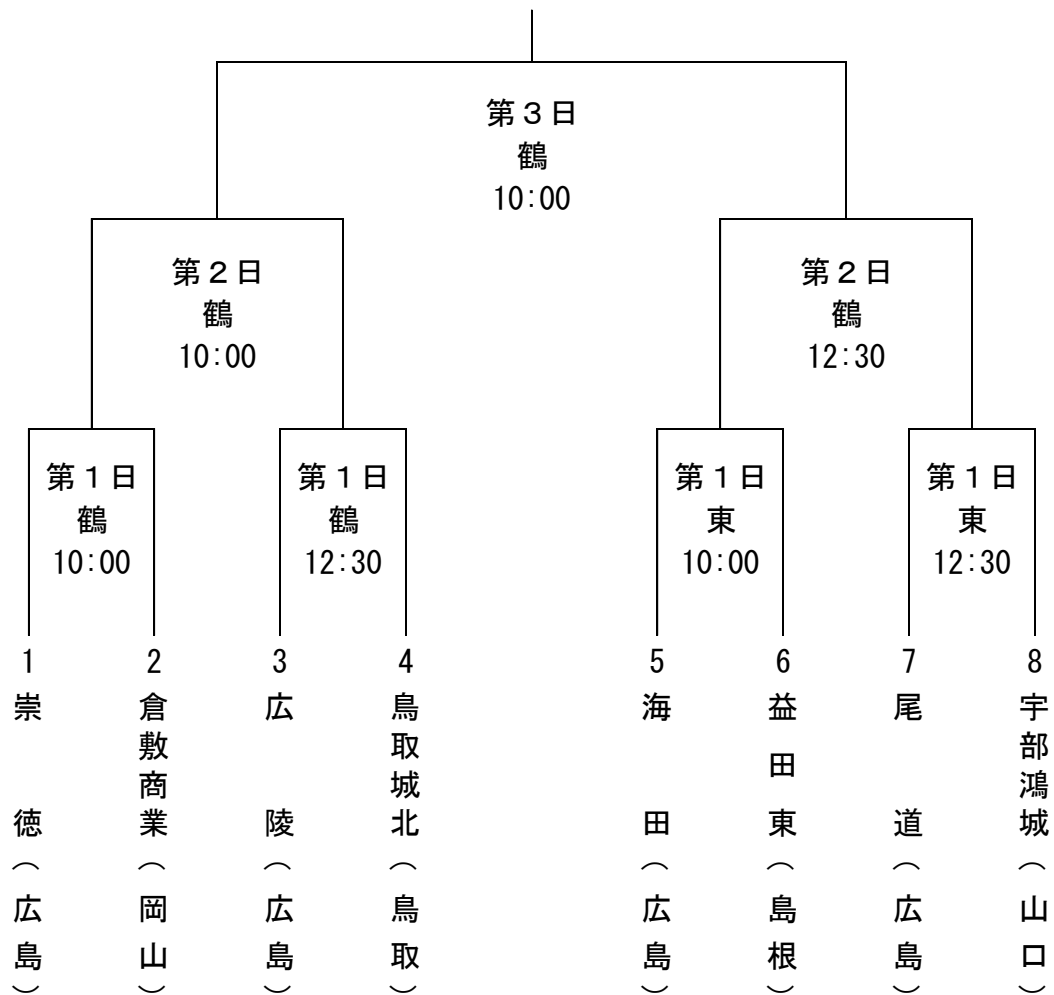 第３日
鶴
10:00
第２日
鶴
10:00
第２日
鶴
12:30
第１日
鶴
10:00
第１日
鶴
12:30
第１日
東
10:00
第１日
東
12:30
1
崇徳（広島）
2
倉敷商業（岡山）
3
広陵（広島）
4
鳥取城北（鳥取）
5
海田（広島）
6
益田東（島根）
7
尾道（広島）
8
宇部鴻城（山口）